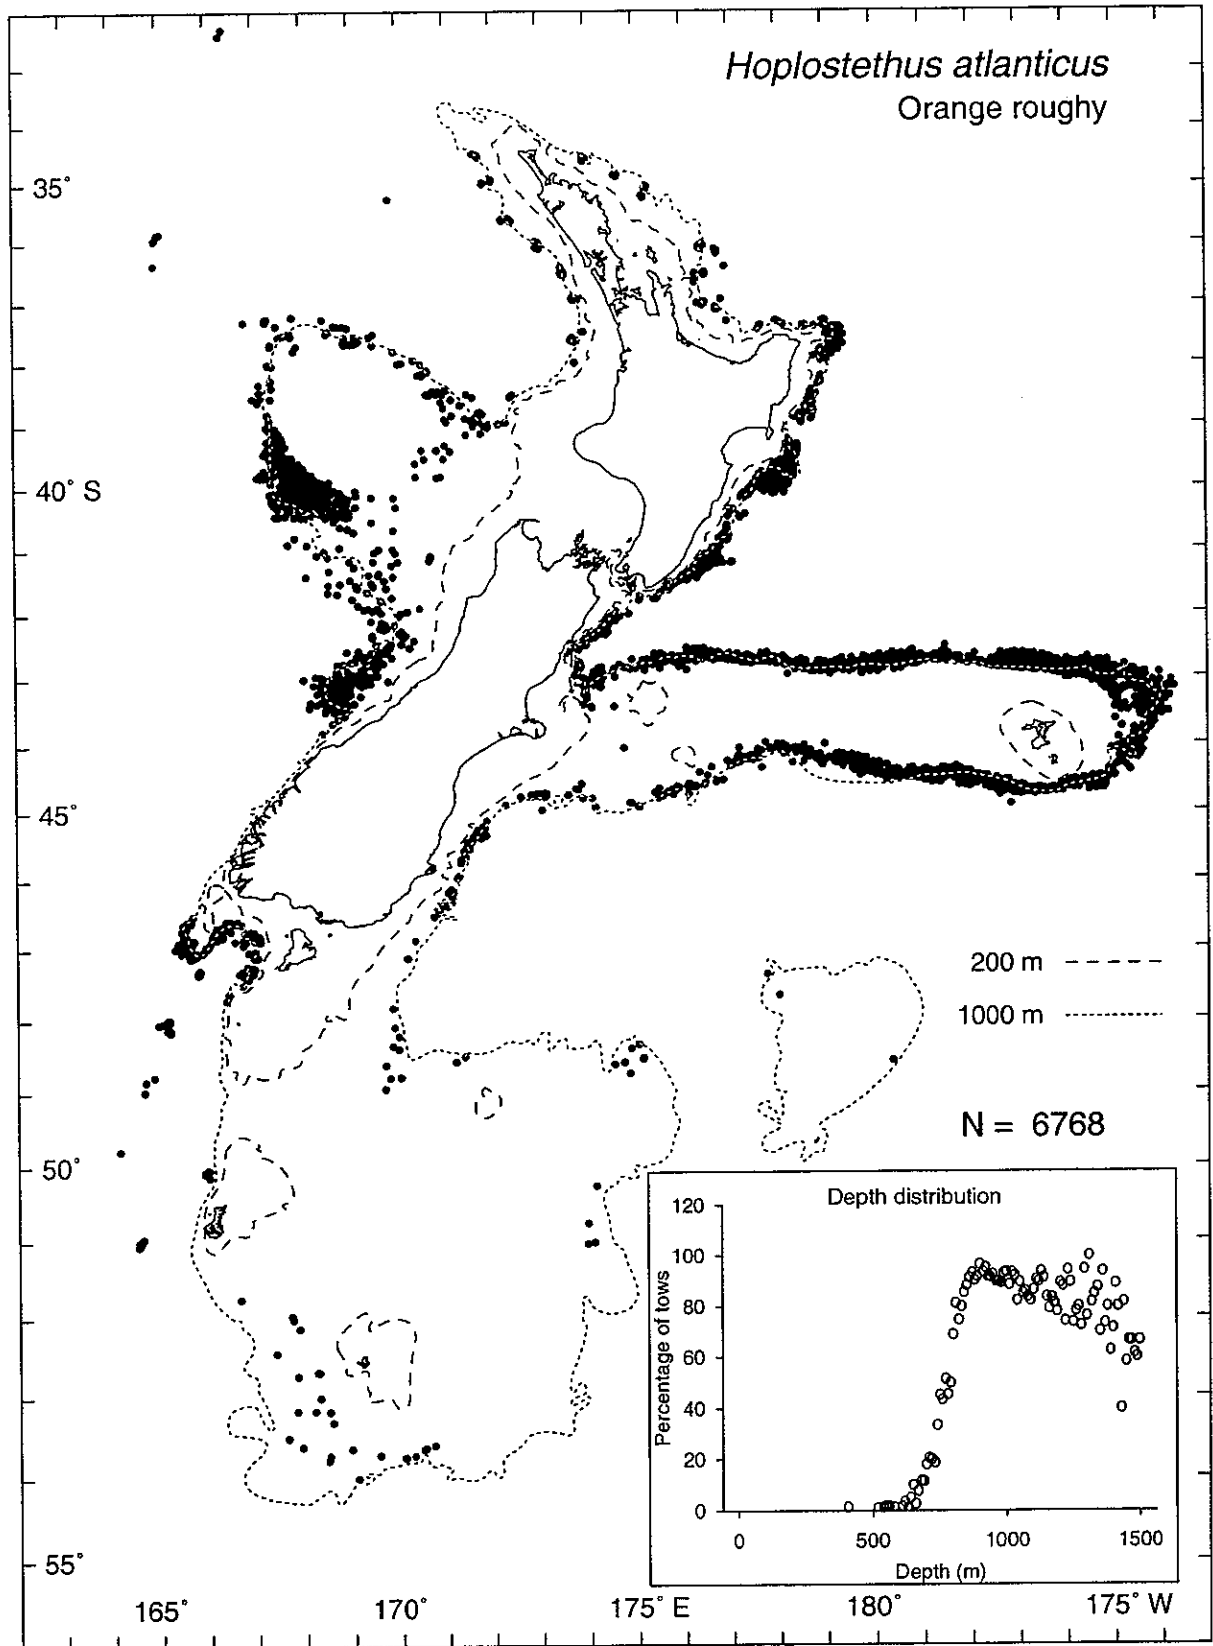 Hoplostethus atlanticus
Orange roughy
35°
40° S
45°
50°
55°
200 m
1000 m
N = 6768
Depth distribution
Percentage of tows
120
100
80
60
40
20
0
0 500 1000 1500
Depth (m)
165° 170° 175° E 180° 175° W